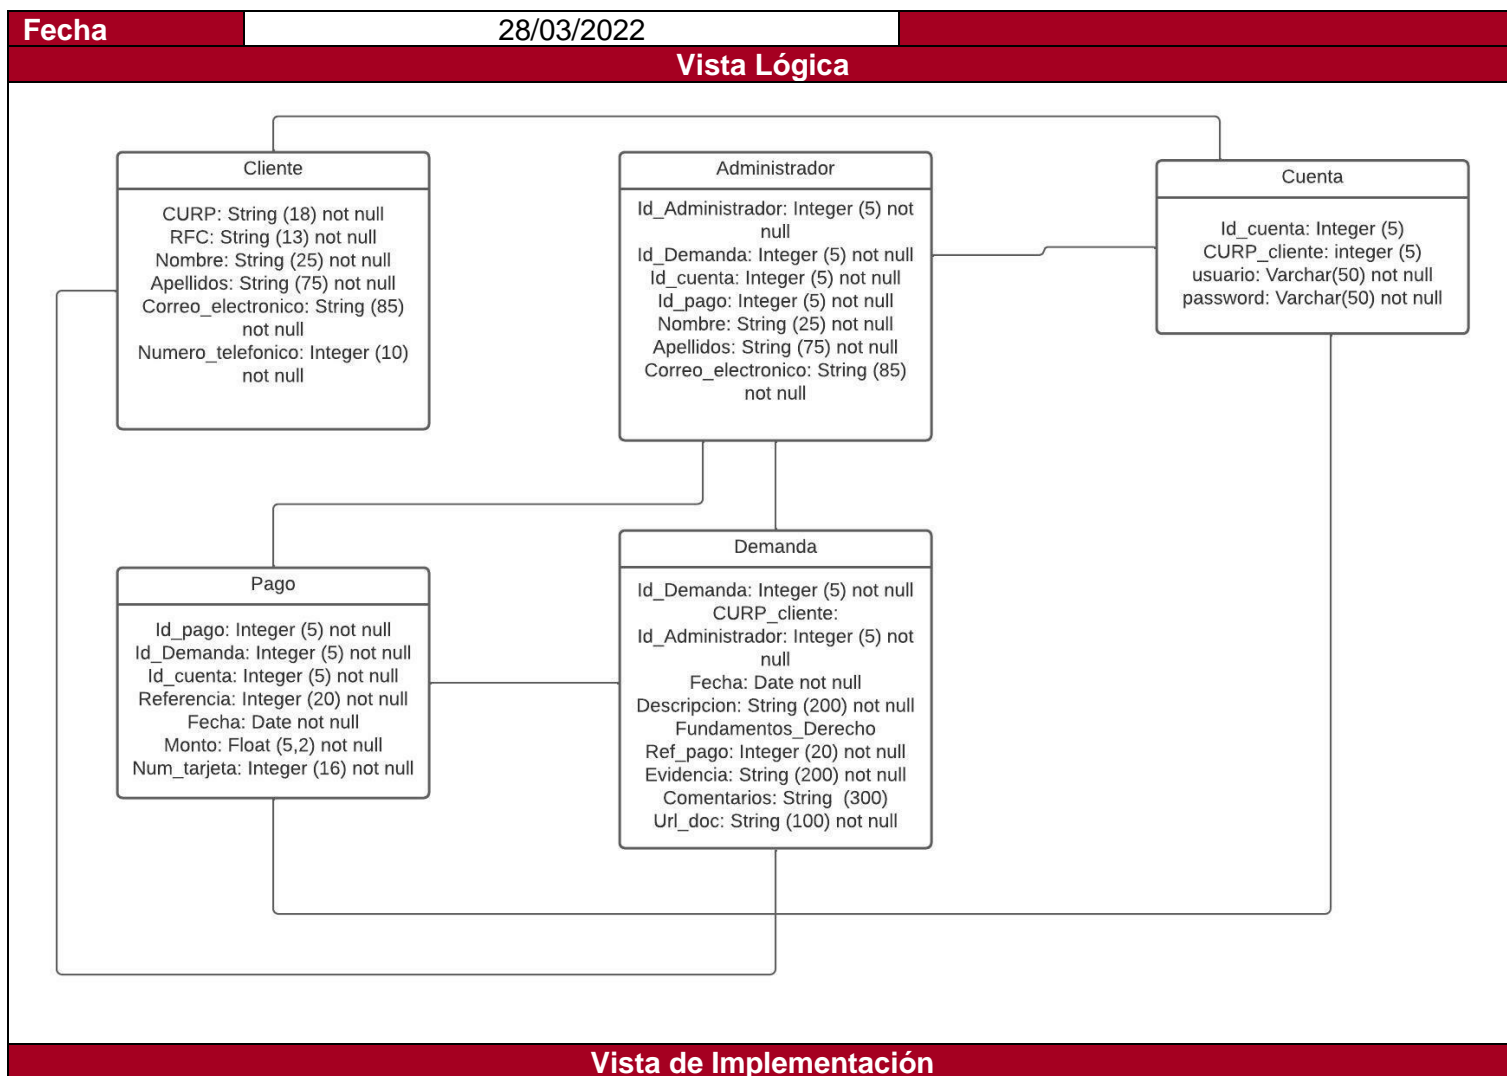 Fecha
28/03/2022
Vista Lógica
Cliente
CURP: String (18) not null
RFC: String (13) not null
Nombre: String (25) not null
Apellidos: String (75) not null
Correo_electronico: String (85)
not null
Numero_telefonico: Integer (10)
not null
Administrador
Id_Administrador: Integer (5) not
null
Id_Demanda: Integer (5) not null
Id_cuenta: Integer (5) not null
Id_pago: Integer (5) not null
Nombre: String (25) not null
Apellidos: String (75) not null
Correo_electronico: String (85)
not null
Cuenta
Id_cuenta: Integer (5)
CURP_cliente: integer (5)
usuario: Varchar(50) not null
password: Varchar(50) not null
Pago
Id_pago: Integer (5) not null
Id_Demanda: Integer (5) not null
Id_cuenta: Integer (5) not null
Referencia: Integer (20) not null
Fecha: Date not null
Monto: Float (5,2) not null
Num_tarjeta: Integer (16) not null
Demanda
Id_Demanda: Integer (5) not null
CURP_cliente:
Id_Administrador: Integer (5) not
null
Fecha: Date not null
Descripcion: String (200) not null
Fundamentos_Derecho
Ref_pago: Integer (20) not null
Evidencia: String (200) not null
Comentarios: String  (300)
Url_doc: String (100) not null
Vista de Implementación